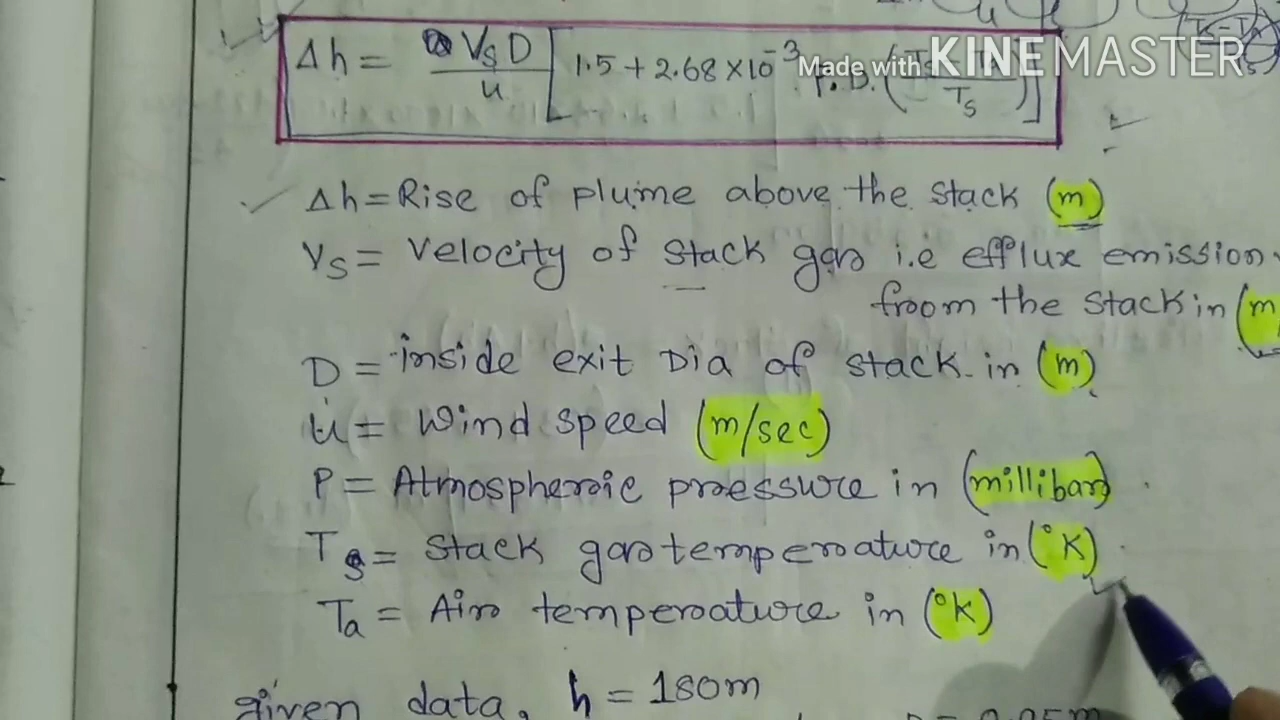 Made with KINEMASTER
Δh = VsD/u [1.5 + 2.68 × 10⁻³ P. D. (Ts/Ts)]
Δh = Rise of plume above the stack (m)
Vs = Velocity of stack gas i.e efflux emission
from the stack in (m
D = inside exit Dia of stack in (m)
u = Wind speed (m/sec)
P = Atmospheric pressure in (millibar)
Ts = Stack gas temperature in (°K)
Ta = Air temperature in (°K)
given data, h = 180m